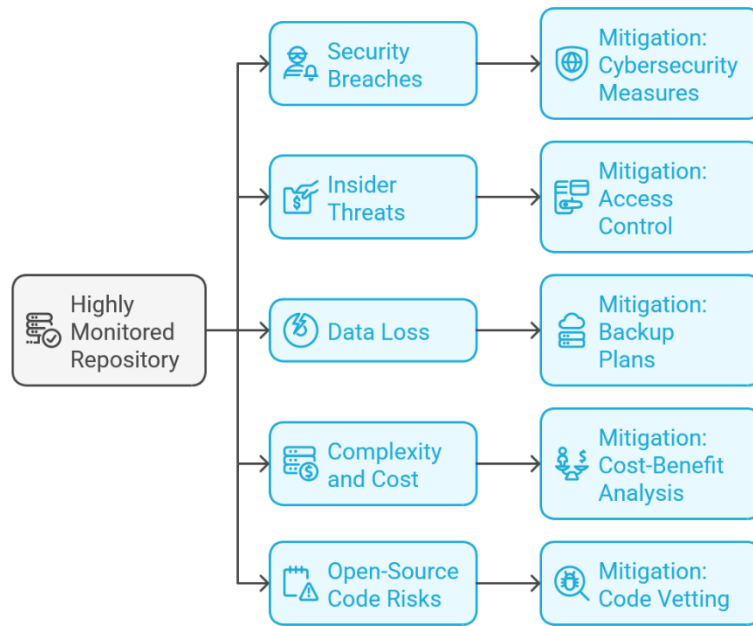 Security
Breaches
Mitigation:
Cybersecurity
Measures
Insider
Threats
Mitigation:
Access
Control
Highly
Monitored
Repository
Data Loss
Mitigation:
Backup
Plans
Complexity
and Cost
Mitigation:
Cost-Benefit
Analysis
Open-Source
Code Risks
Mitigation:
Code Vetting